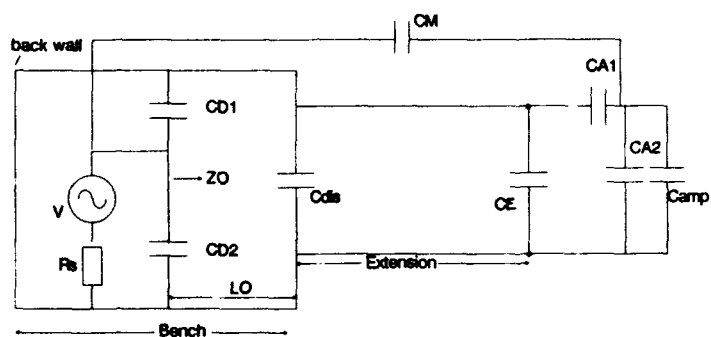 CM
back wall
CA1
CD1
CA2
ZO
V
Cdis
CE
Camp
CD2
Rs
Extension
LO
Bench